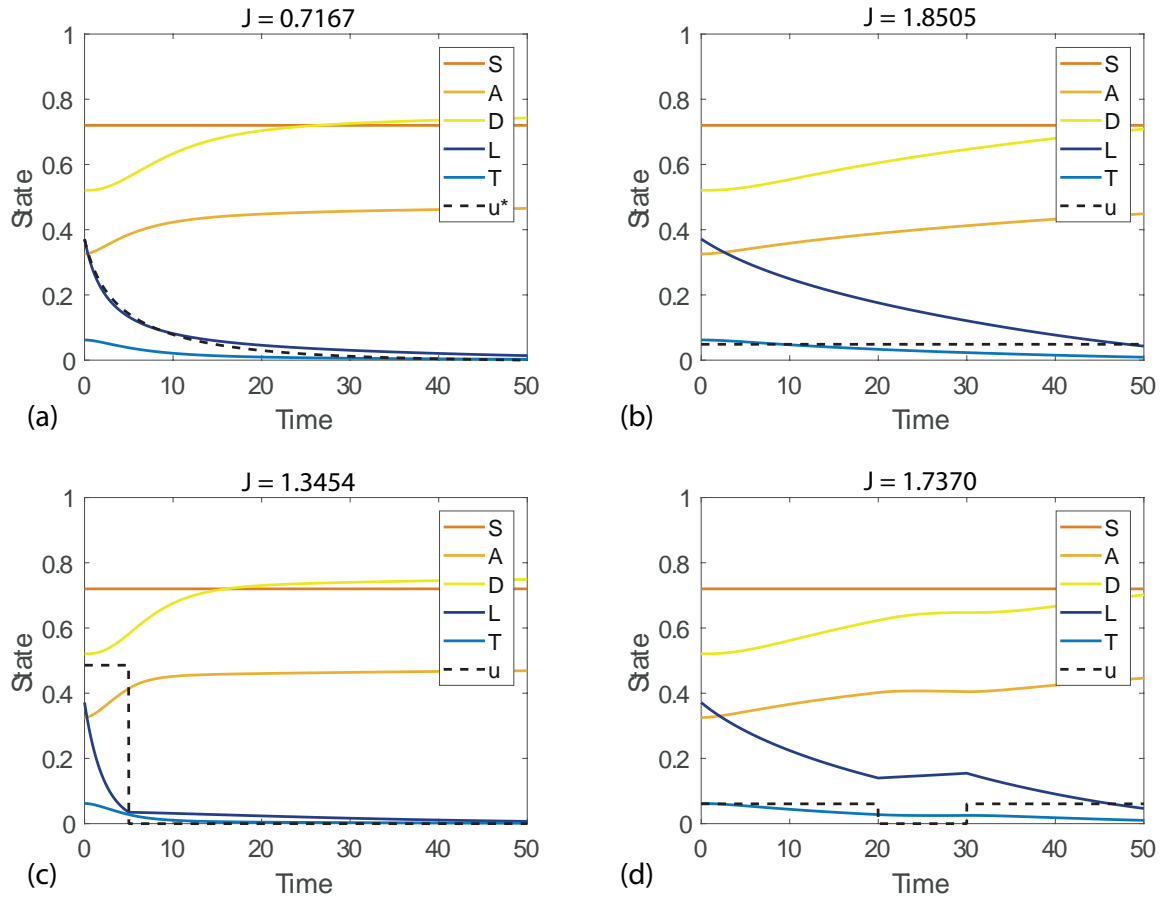 J = 0.7167
1
0.8
0.6
0.4
0.2
0
State
0 10 20 30 40 50
Time
S
A
D
L
T
u*
(a)
J = 1.8505
1
0.8
0.6
0.4
0.2
0
State
0 10 20 30 40 50
Time
S
A
D
L
T
u
(b)
J = 1.3454
1
0.8
0.6
0.4
0.2
0
State
0 10 20 30 40 50
Time
S
A
D
L
T
u
(c)
J = 1.7370
1
0.8
0.6
0.4
0.2
0
State
0 10 20 30 40 50
Time
S
A
D
L
T
u
(d)